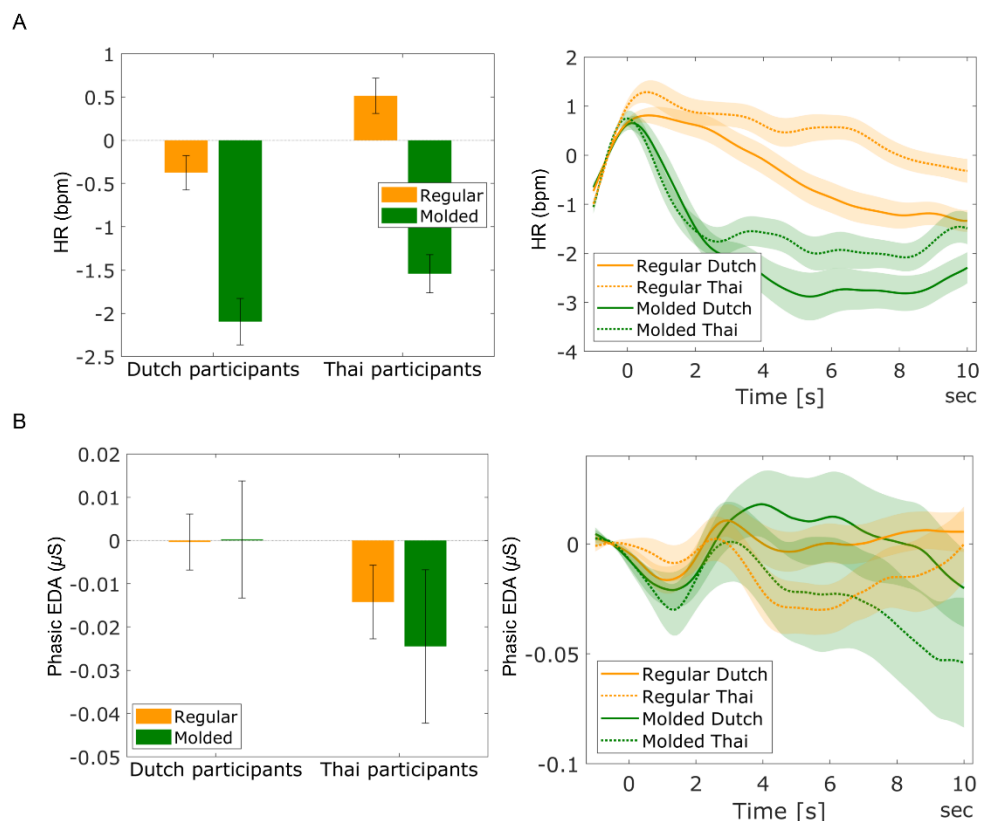 A
HR (bpm)
1
0.5
0
-0.5
-1
-1.5
-2
-2.5
Regular
Molded
Dutch participants Thai participants
HR (bpm)
2
1
0
-1
-2
-3
-4
Regular Dutch
Regular Thai
Molded Dutch
Molded Thai
0 2 4 6 8 10
Time [s] sec
B
Phasic EDA (µS)
0.02
0.01
0
-0.01
-0.02
-0.03
-0.04
-0.05
Regular
Molded
Dutch participants Thai participants
Phasic EDA (µS)
0
-0.05
-0.1
Regular Dutch
Regular Thai
Molded Dutch
Molded Thai
0 2 4 6 8 10
Time [s] sec